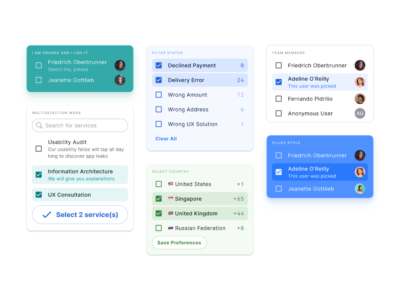 I AM SHADED AND I LIKE IT
Friedrich Oberbrunner
Select me, please
Jeanette Gottlieb
MULTISELECTION MENU
Search for services
Usability Audit
Our usability fellas will tap all day
long to discover app leaks
Information Architecture
We will give you explanations
UX Consultation
Select 2 service(s)
FILTER STATUS
Declined Payment 8
Delivery Error 24
Wrong Amount 12
Wrong Address 4
Wrong UX Solution 1
Clear All
SELECT COUNTRY
United States +1
Singapore +65
United Kingdom +44
Russian Federation +8
Save Preferences
TEAM MEMBERS
Friedrich Oberbrunner
Adeline O'Reilly
This user was picked
Fernando Pidrillo
Anonymous User
FILLED STYLE
Friedrich Oberbrunner
Adeline O'Reilly
This user was picked
Jeanette Gottlieb